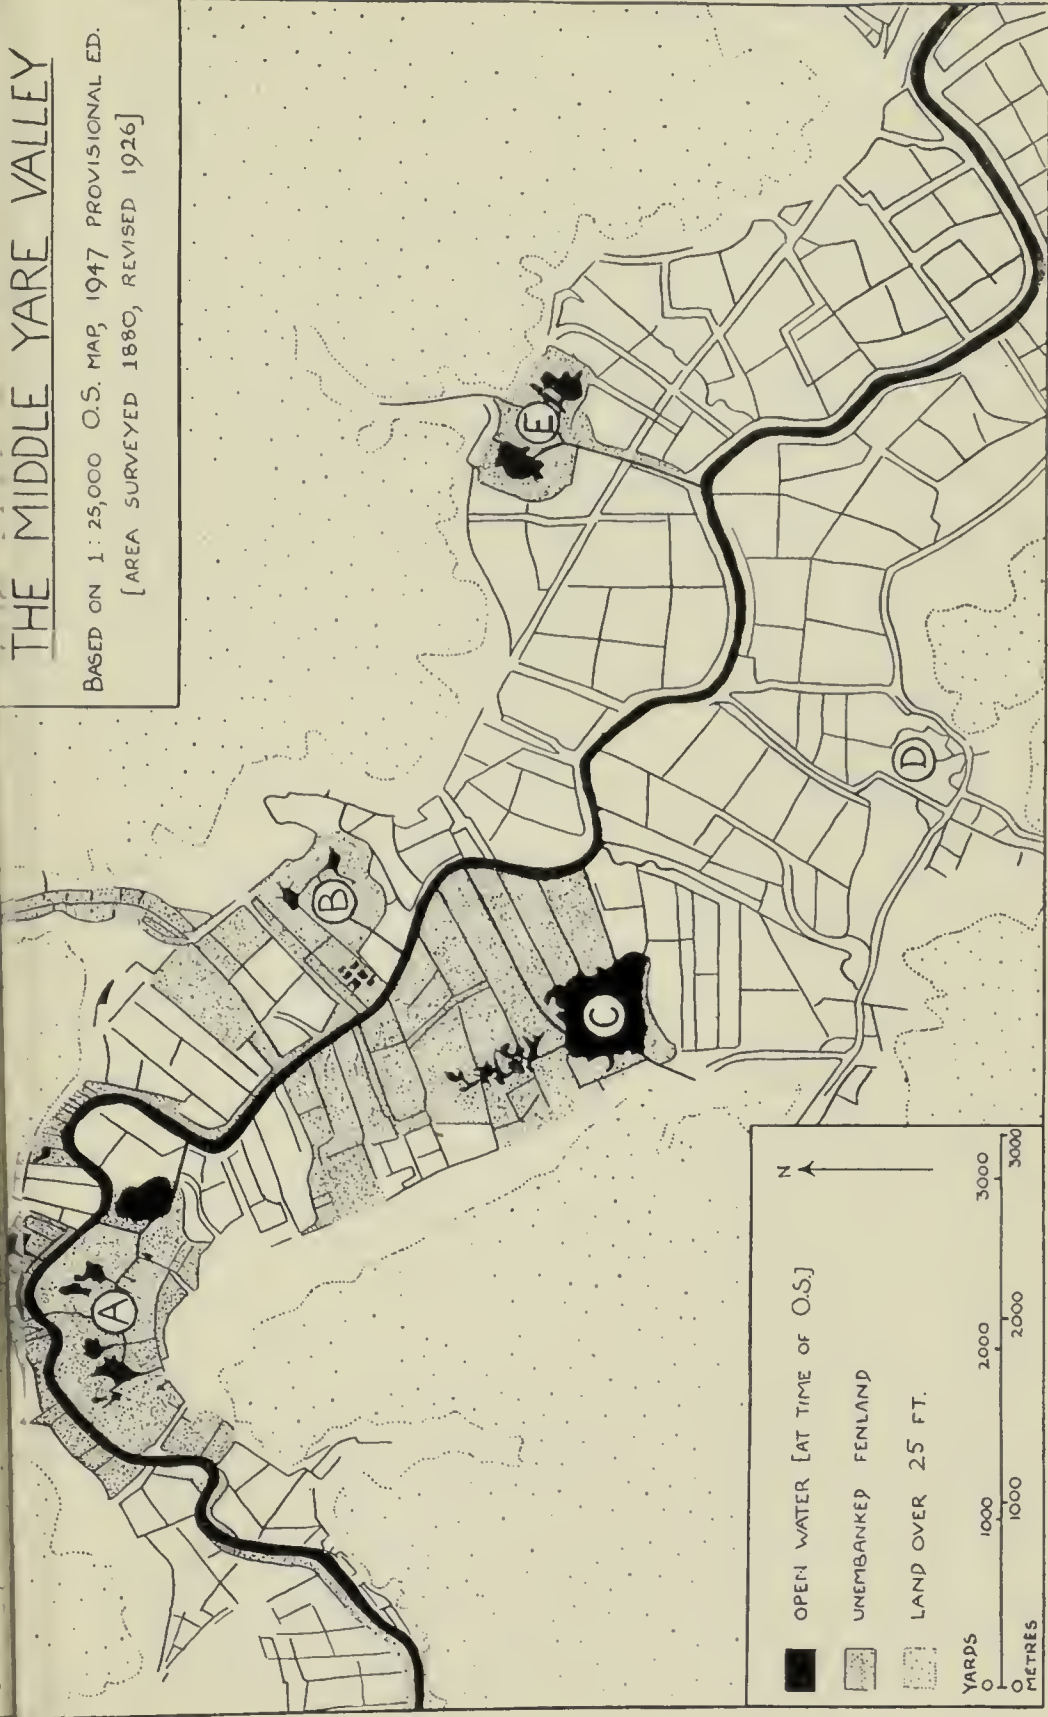 THE MIDDLE YARE VALLEY
BASED ON 1:25,000 O.S. MAP, 1947 PROVISIONAL ED.
[AREA SURVEYED 1880, REVISED 1926]
A
B
C
D
E
N
OPEN WATER [AT TIME OF O.S.]
UNEMBANKED FENLAND
LAND OVER 25 FT.
YARDS
0 1000 2000 3000
0 1000 2000 3000
METRES